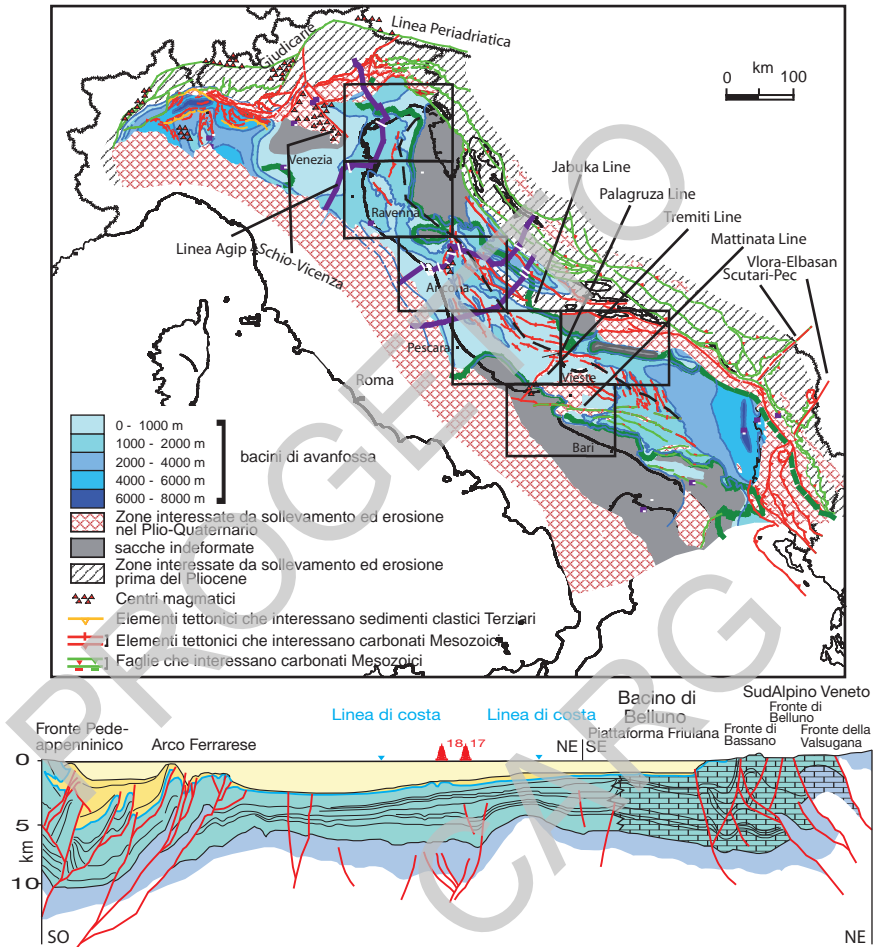 Linea Periadriatica
Giudicarie
km
0 100
Venezia
Jabuka Line
Palagruza Line
Tremiti Line
Ravenna
Mattinata Line
Linea Agip
Schio-Vicenza
Vlora-Elbasan
Scutari-Pec
Ancona
Pescara
Roma
Vieste
Bari
0 - 1000 m
1000 - 2000 m
2000 - 4000 m
4000 - 6000 m
6000 - 8000 m
bacini di avanfossa
Zone interessate da sollevamento ed erosione
nel Plio-Quaternario
sacche indeformate
Zone interessate da sollevamento ed erosione
prima del Pliocene
Centri magmatici
Elementi tettonici che interessano sedimenti clastici Terziari
Elementi tettonici che interessano carbonati Mesozoici
Faglie che interessano carbonati Mesozoici
PROGETTO
CARG
Fronte Pede-
appenninico
Arco Ferrarese
Linea di costa
18 17
Linea di costa
NE SE
Bacino di
Belluno
Piattaforma Friulana
SudAlpino Veneto
Fronte di
Belluno
Fronte di
Bassano
Fronte della
Valsugana
0
5
km
10
SO
NE